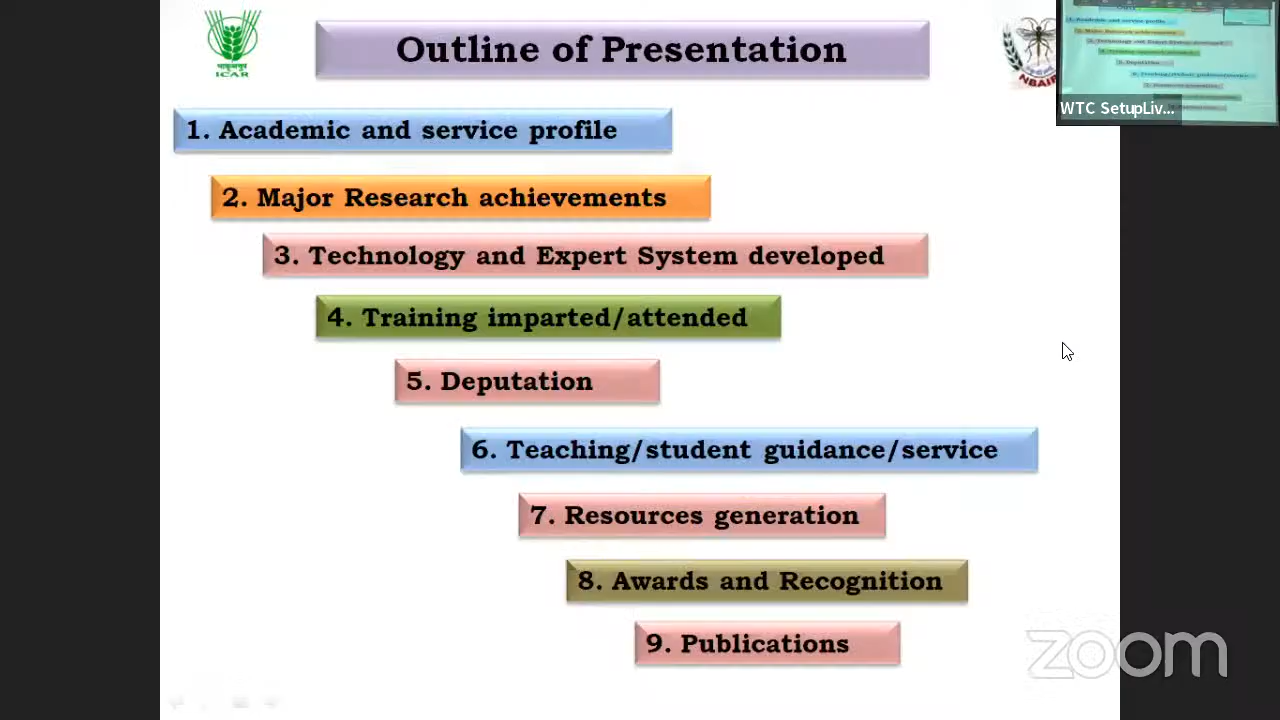 Outline of Presentation
ICAR
NBAIR
1. Academic and service profile
2. Major Research achievements
3. Technology and Expert System developed
4. Training imparted/attended
5. Deputation
6. Teaching/student guidance/service
7. Resources generation
8. Awards and Recognition
9. Publications
WTC SetupLiv...
zoom